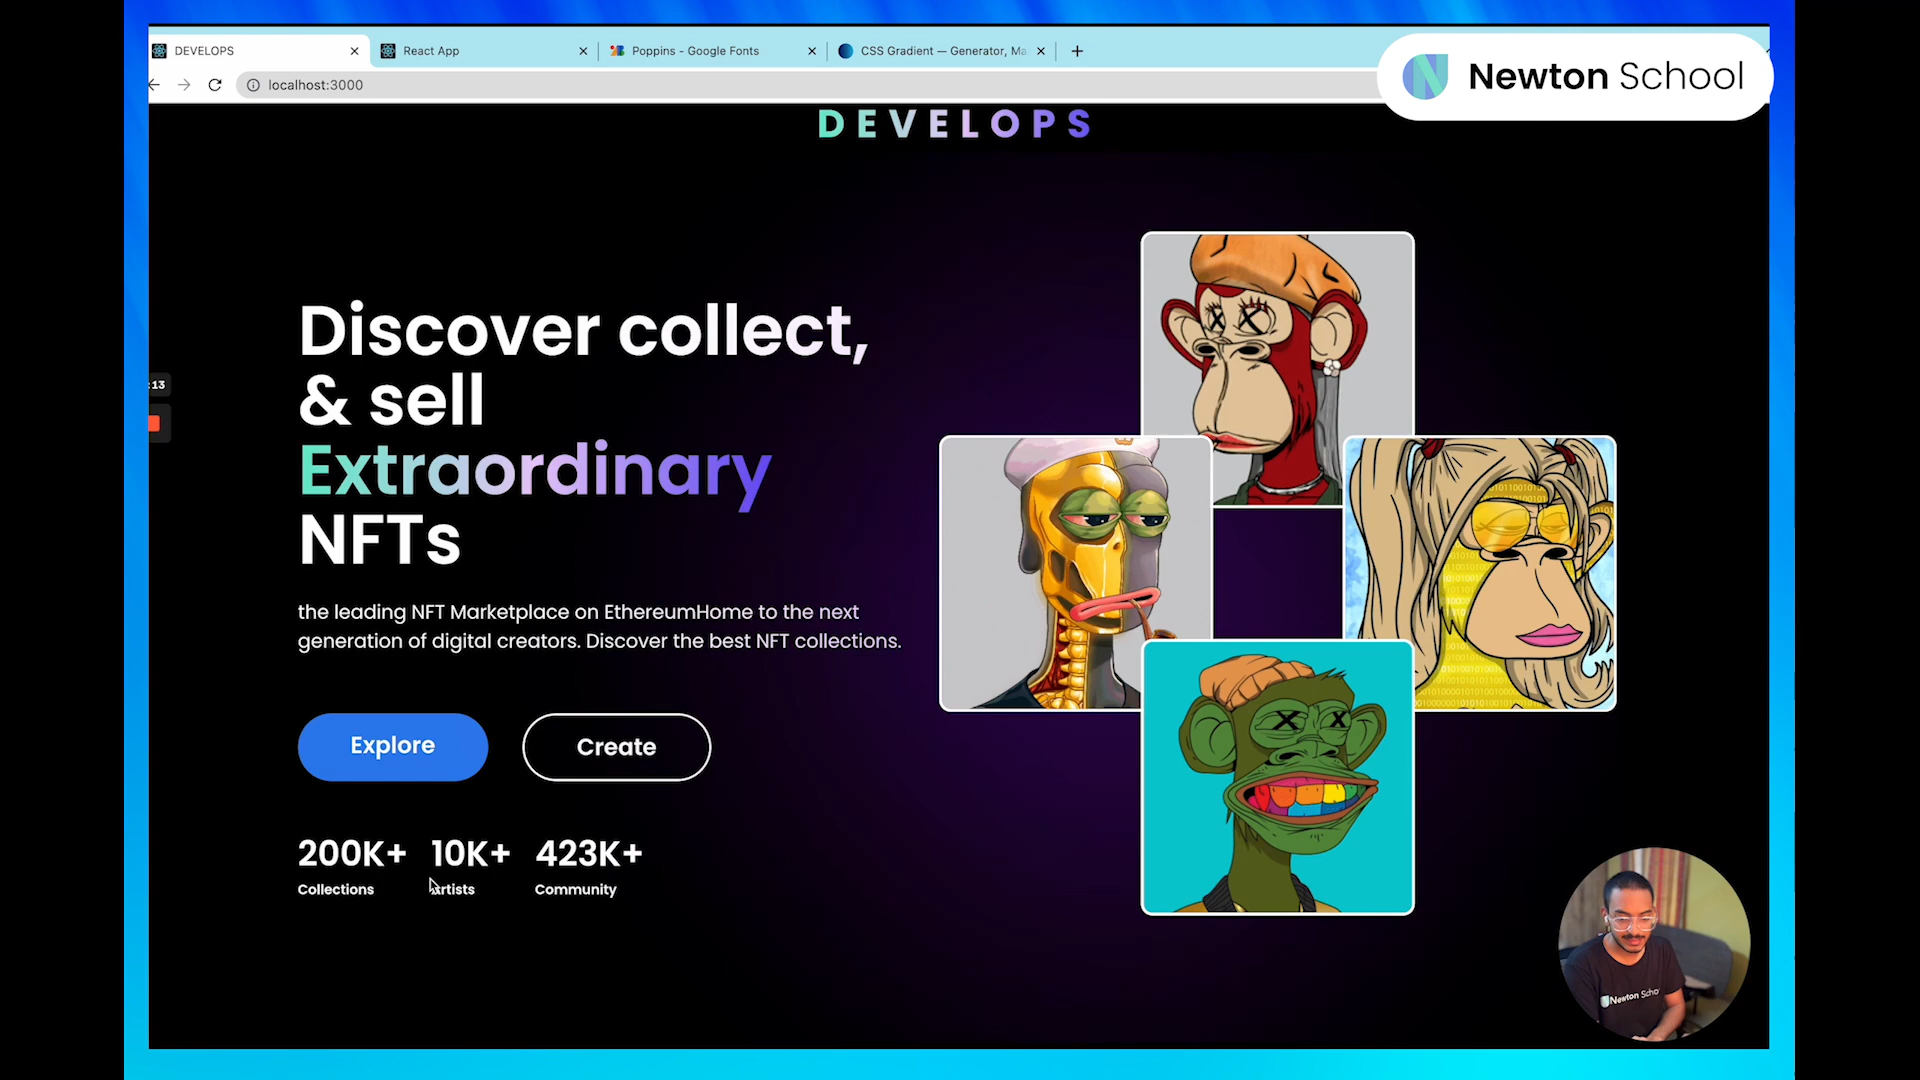 DEVELOPS
React App
Poppins - Google Fonts
CSS Gradient — Generator, Ma
localhost:3000
Newton School
DEVELOPS
:13
Discover collect,
& sell
Extraordinary
NFTs
the leading NFT Marketplace on EthereumHome to the next
generation of digital creators. Discover the best NFT collections.
Explore
Create
200K+
10K+
423K+
Collections
Artists
Community
Newton Scho